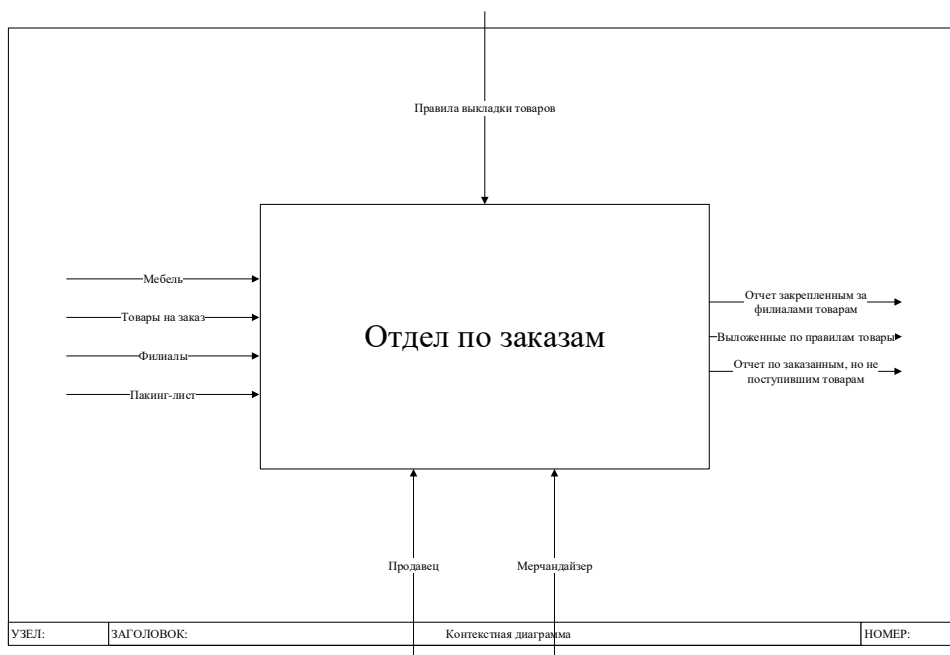 Правила выкладки товаров
Мебель
Товары на заказ
Филиалы
Пакинг-лист
Отдел по заказам
Отчет закрепленным за
филиалами товарам
Выложенные по правилам товары
Отчет по заказанным, но не
поступившим товарам
Продавец
Мерчандайзер
УЗЕЛ:
ЗАГОЛОВОК:
Контекстная диаграмма
НОМЕР: